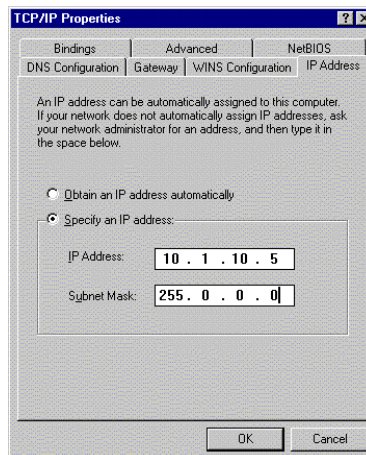 TCP/IP Properties
Bindings Advanced NetBIOS
DNS Configuration Gateway WINS Configuration IP Address
An IP address can be automatically assigned to this computer.
If your network does not automatically assign IP addresses, ask
your network administrator for an address, and then type it in
the space below.
Obtain an IP address automatically
Specify an IP address:
IP Address: 10 . 1 . 10 . 5
Subnet Mask: 255 . 0 . 0 . 0
OK Cancel